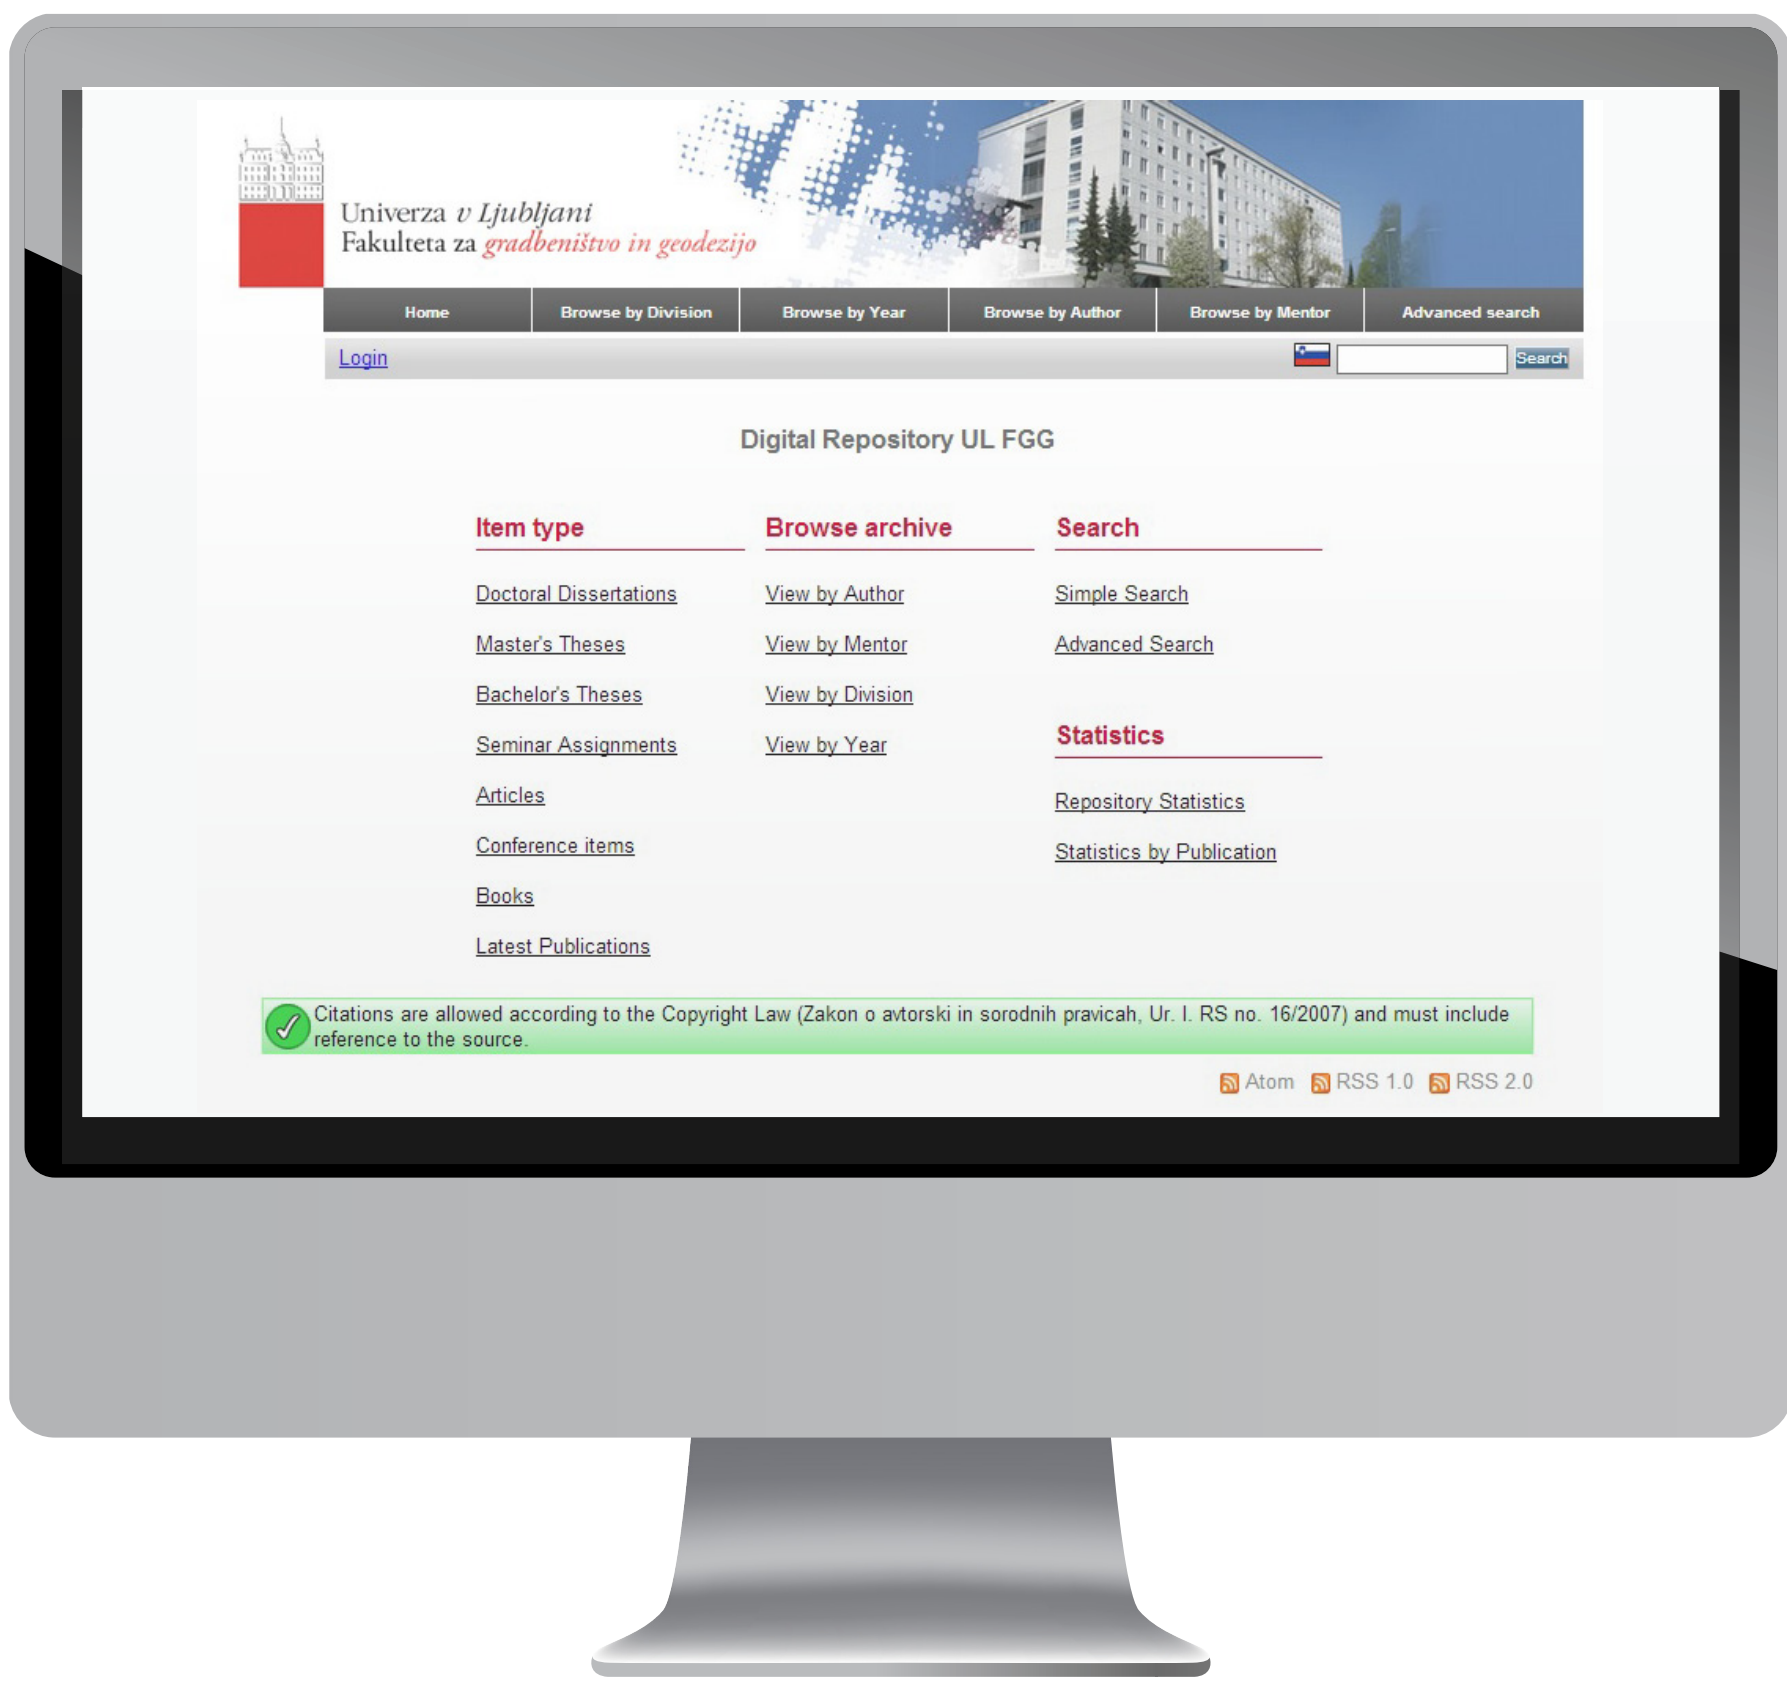 Univerza v Ljubljani
Fakulteta za gradbeništvo in geodezijo
Home Browse by Division Browse by Year Browse by Author Browse by Mentor Advanced search
Login Search
Digital Repository UL FGG
Item type
Doctoral Dissertations
Master's Theses
Bachelor's Theses
Seminar Assignments
Articles
Conference items
Books
Latest Publications
Browse archive
View by Author
View by Mentor
View by Division
View by Year
Search
Simple Search
Advanced Search
Statistics
Repository Statistics
Statistics by Publication
Citations are allowed according to the Copyright Law (Zakon o avtorski in sorodnih pravicah, Ur. l. RS no. 16/2007) and must include
reference to the source.
Atom RSS 1.0 RSS 2.0